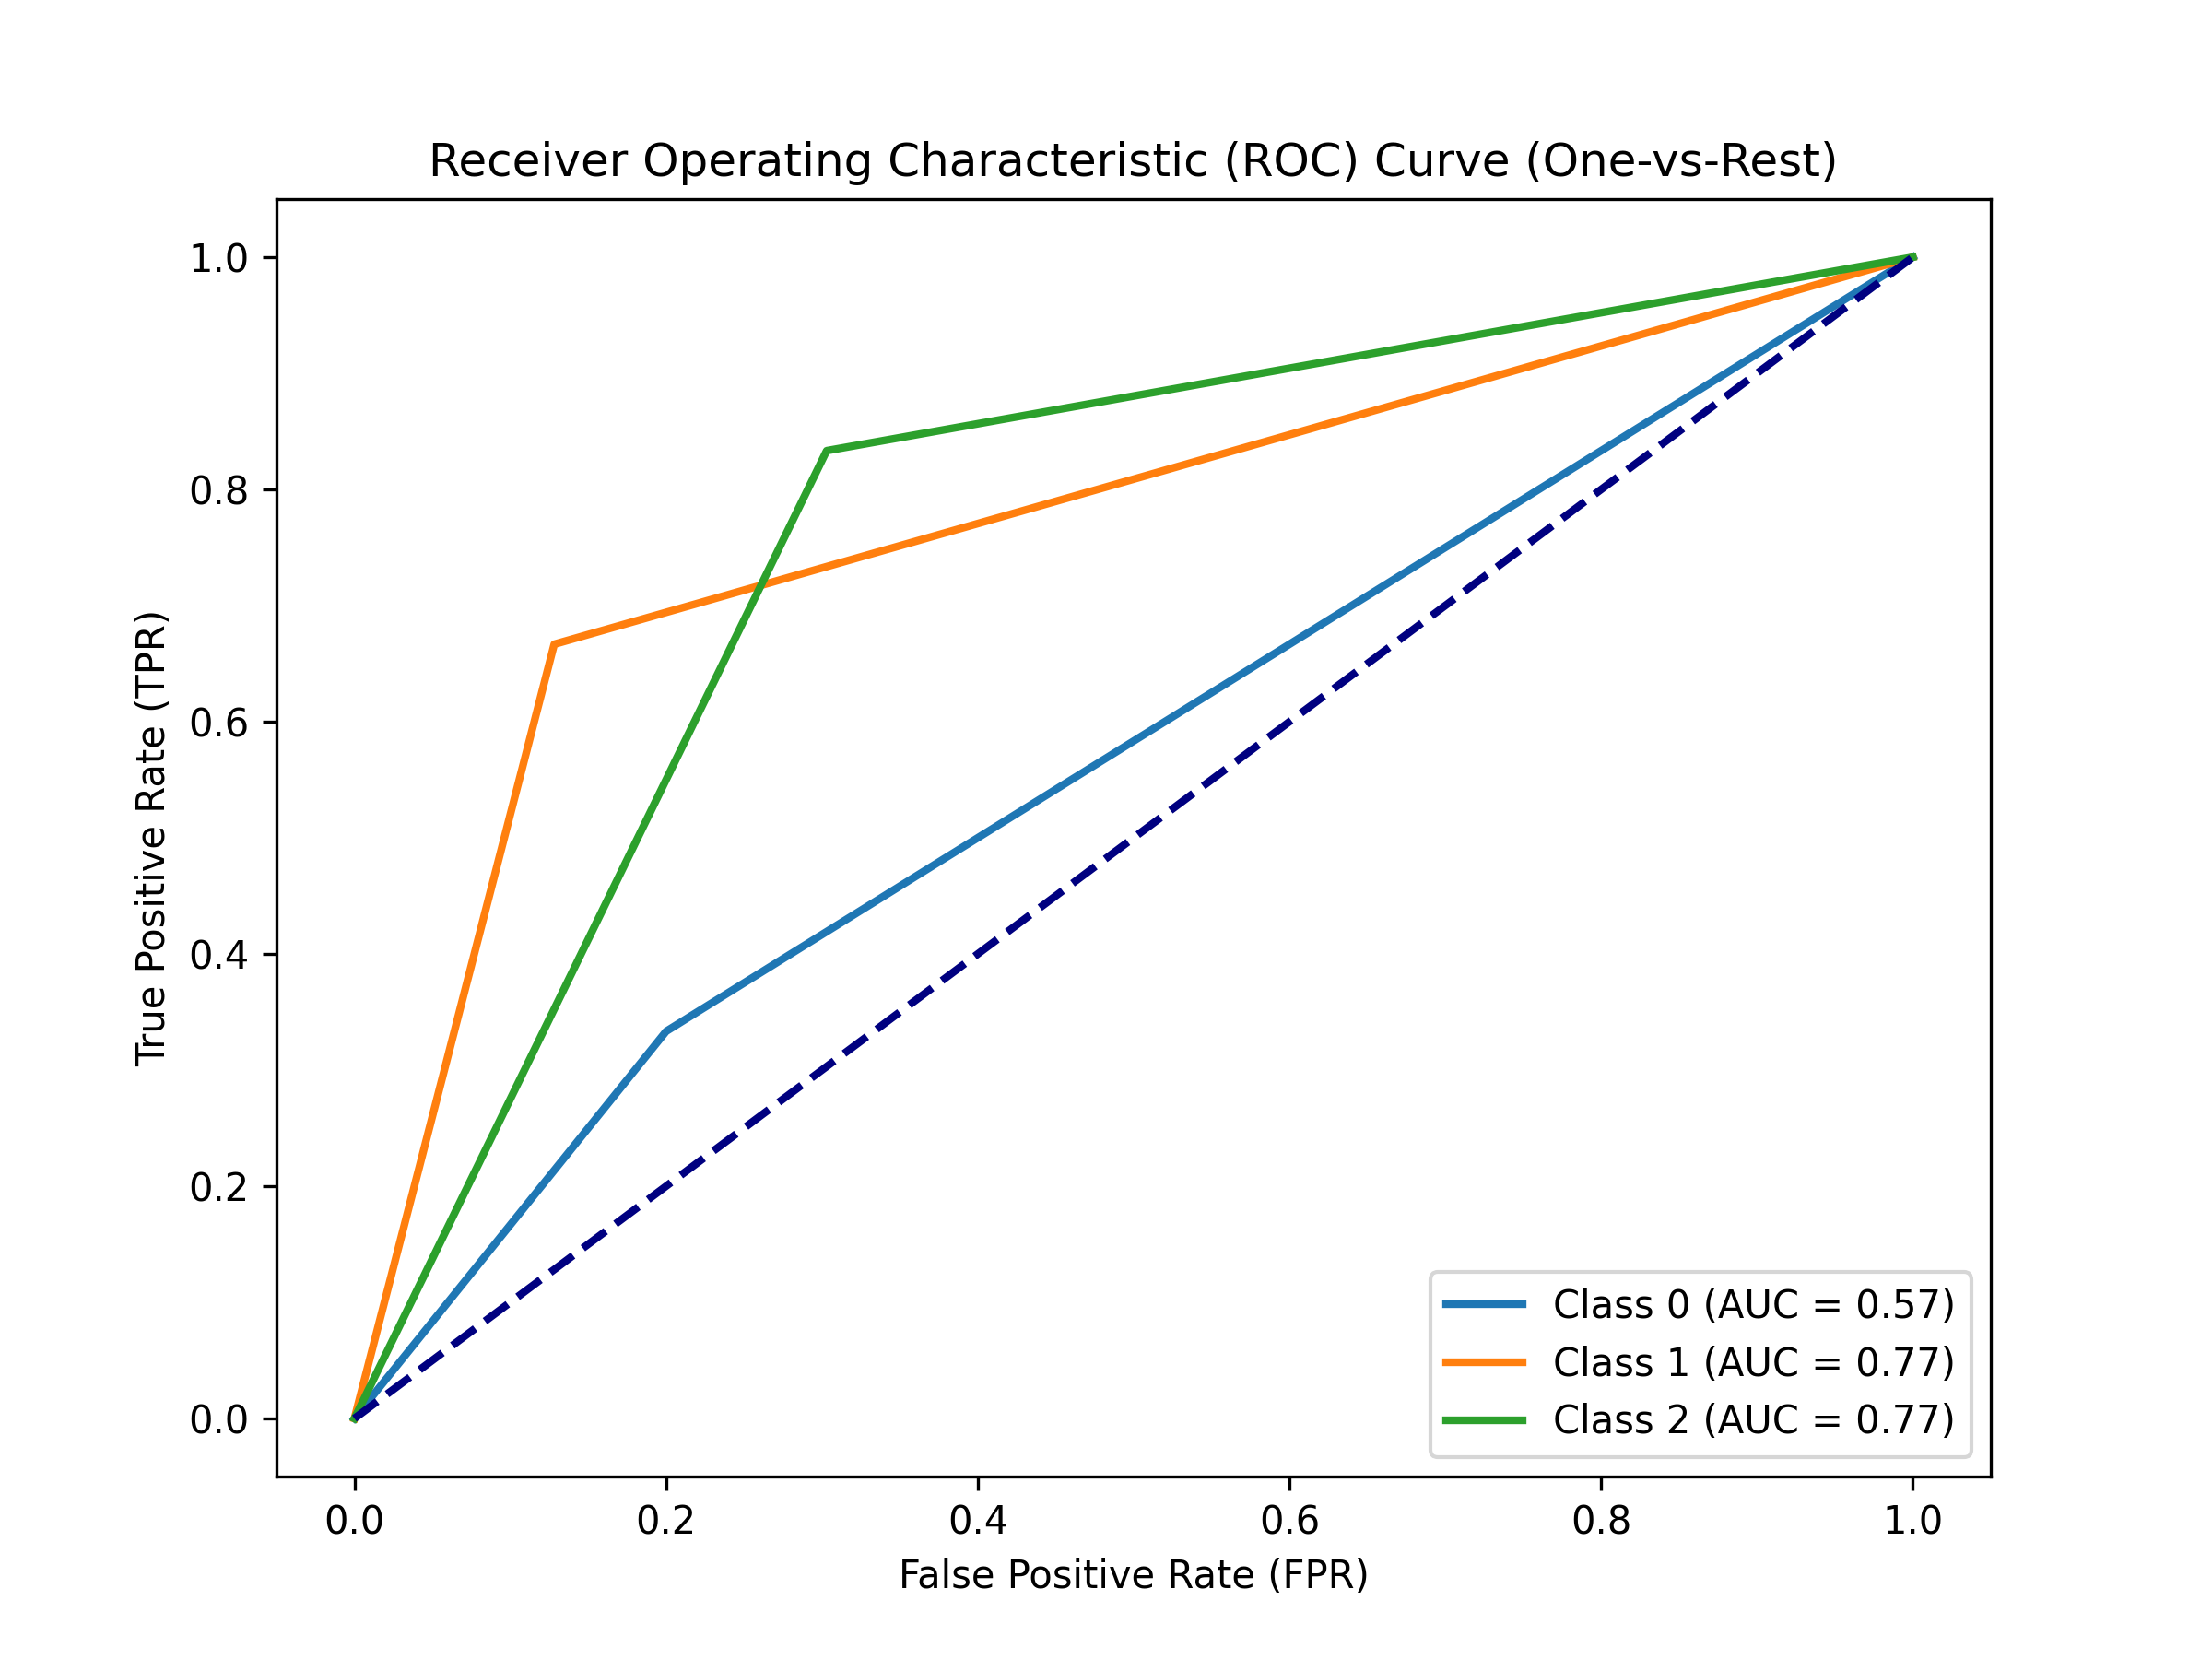 Receiver Operating Characteristic (ROC) Curve (One-vs-Rest)
1.0
0.8
0.6
0.4
0.2
0.0
True Positive Rate (TPR)
Class 0 (AUC = 0.57)
Class 1 (AUC = 0.77)
Class 2 (AUC = 0.77)
0.0 0.2 0.4 0.6 0.8 1.0
False Positive Rate (FPR)